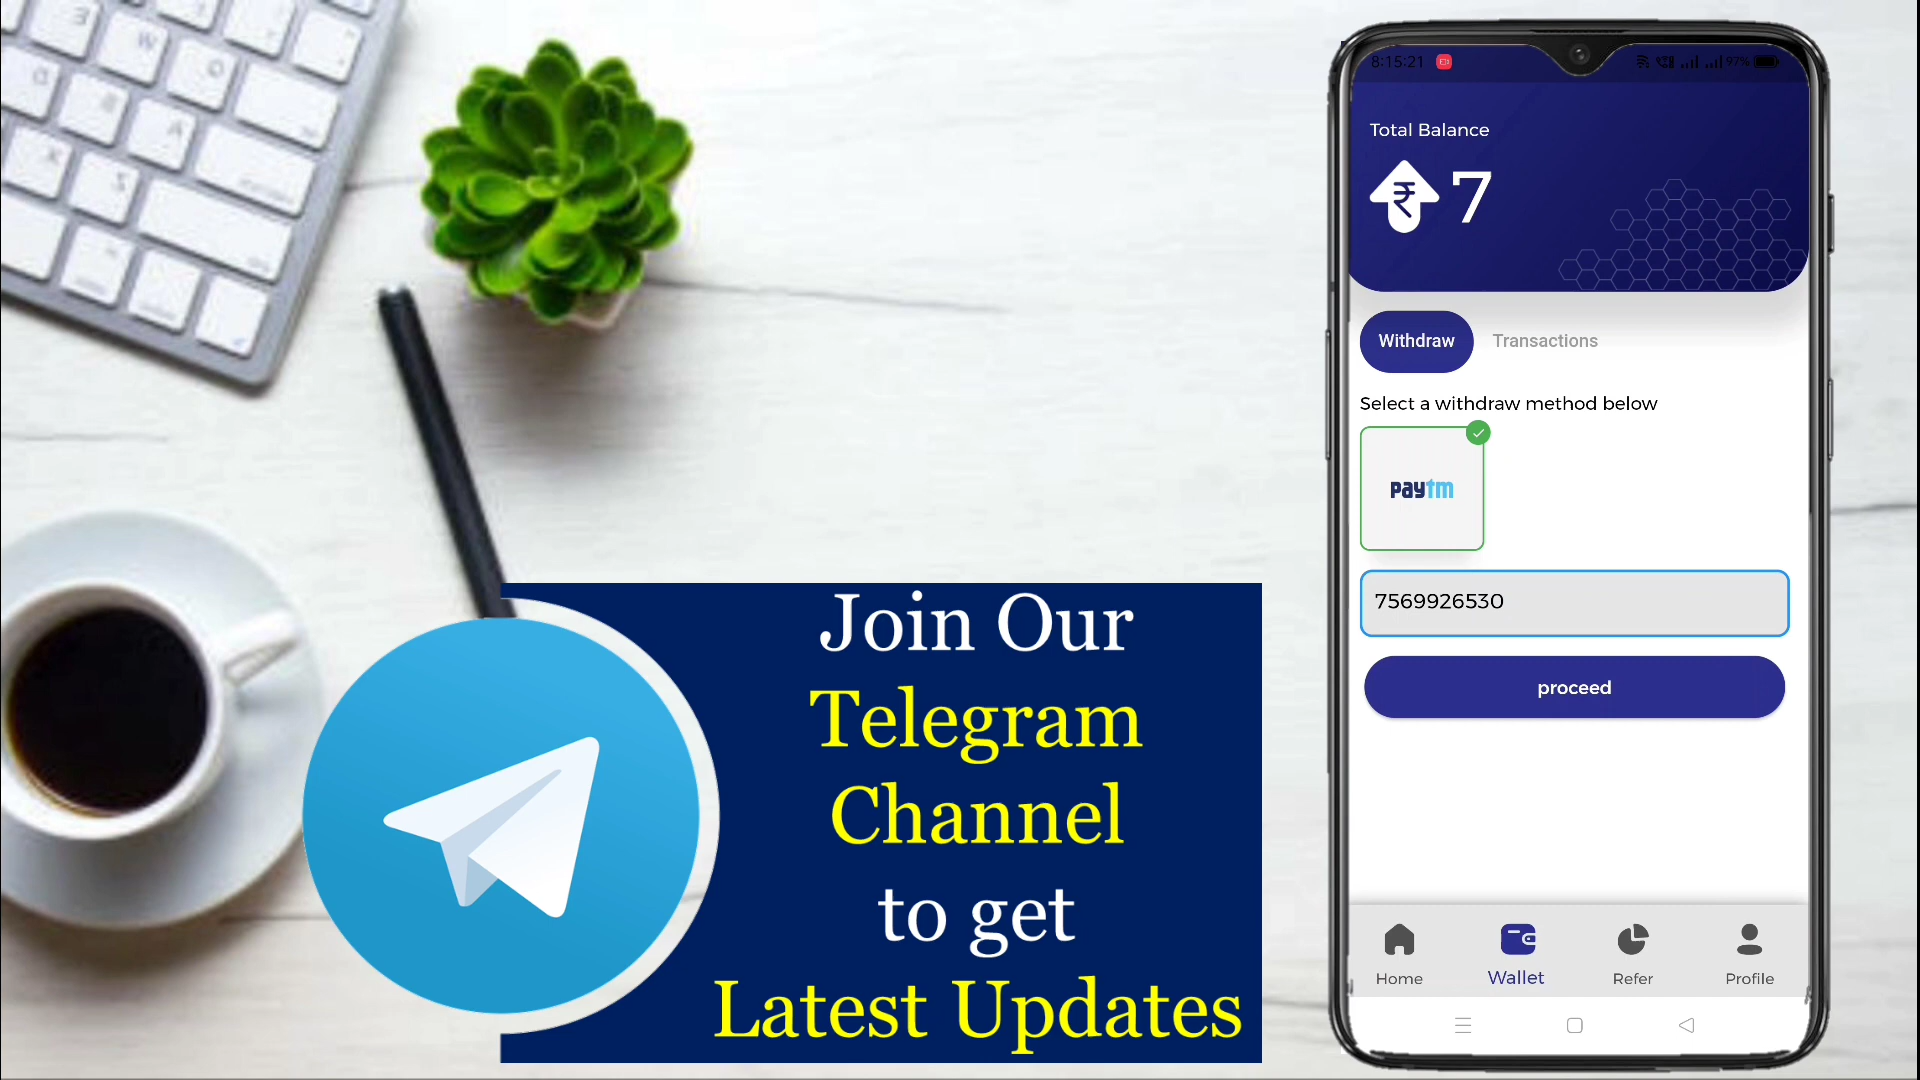 8:15:21
97%
Total Balance
₹ 7
Withdraw
Transactions
Select a withdraw method below
paytm
7569926530
proceed
Home
Wallet
Refer
Profile
Join Our
Telegram
Channel
to get
Latest Updates